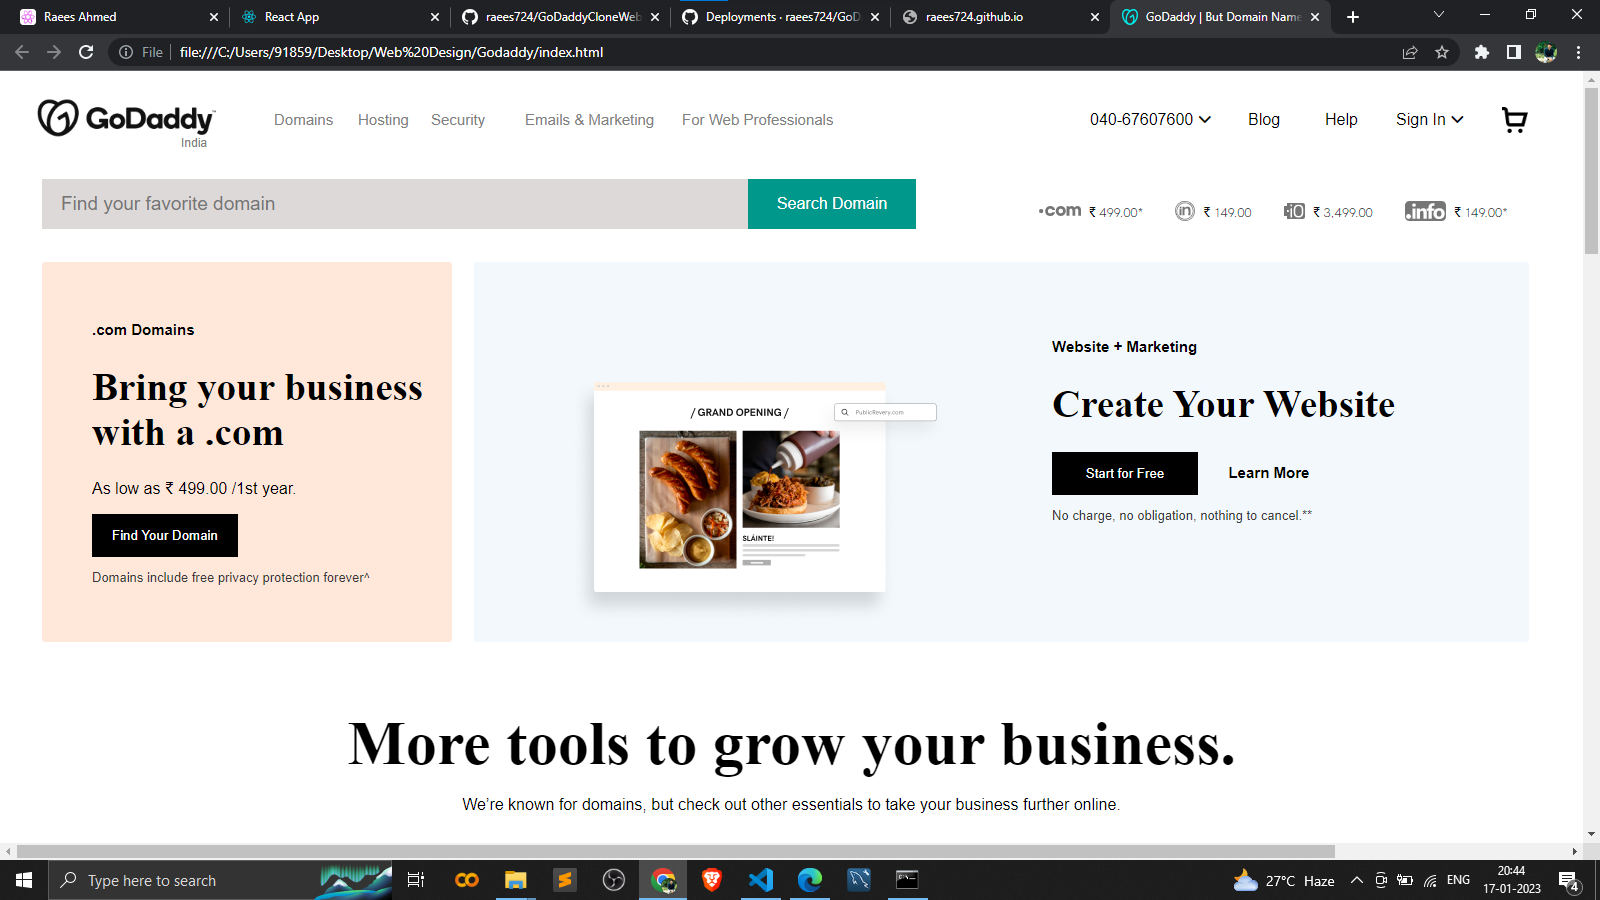 Raees Ahmed
React App
raees724/GoDaddyCloneWeb
Deployments · raees724/GoD
raees724.github.io
GoDaddy | But Domain Name
File
file:///C:/Users/91859/Desktop/Web%20Design/Godaddy/index.html
GoDaddy™
India
Domains
Hosting
Security
Emails & Marketing
For Web Professionals
040-67607600
Blog
Help
Sign In
Find your favorite domain
Search Domain
.com ₹ 499.00*
in ₹ 149.00
iO ₹ 3,499.00
.info ₹ 149.00*
.com Domains
Bring your business
with a .com
As low as ₹ 499.00 /1st year.
Find Your Domain
Domains include free privacy protection forever^
/ GRAND OPENING /
PublicRevery.com
SLÁINTE!
Website + Marketing
Create Your Website
Start for Free
Learn More
No charge, no obligation, nothing to cancel.**
More tools to grow your business.
We’re known for domains, but check out other essentials to take your business further online.
Type here to search
27°C Haze
ENG
20:44
17-01-2023
4